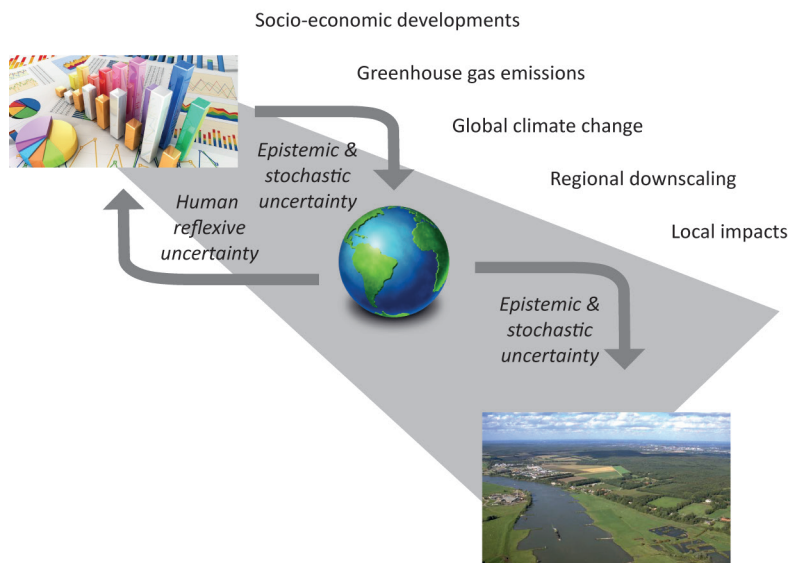 Socio-economic developments
Greenhouse gas emissions
Global climate change
Epistemic &
stochastic
uncertainty
Regional downscaling
Human
reflexive
uncertainty
Local impacts
Epistemic &
stochastic
uncertainty